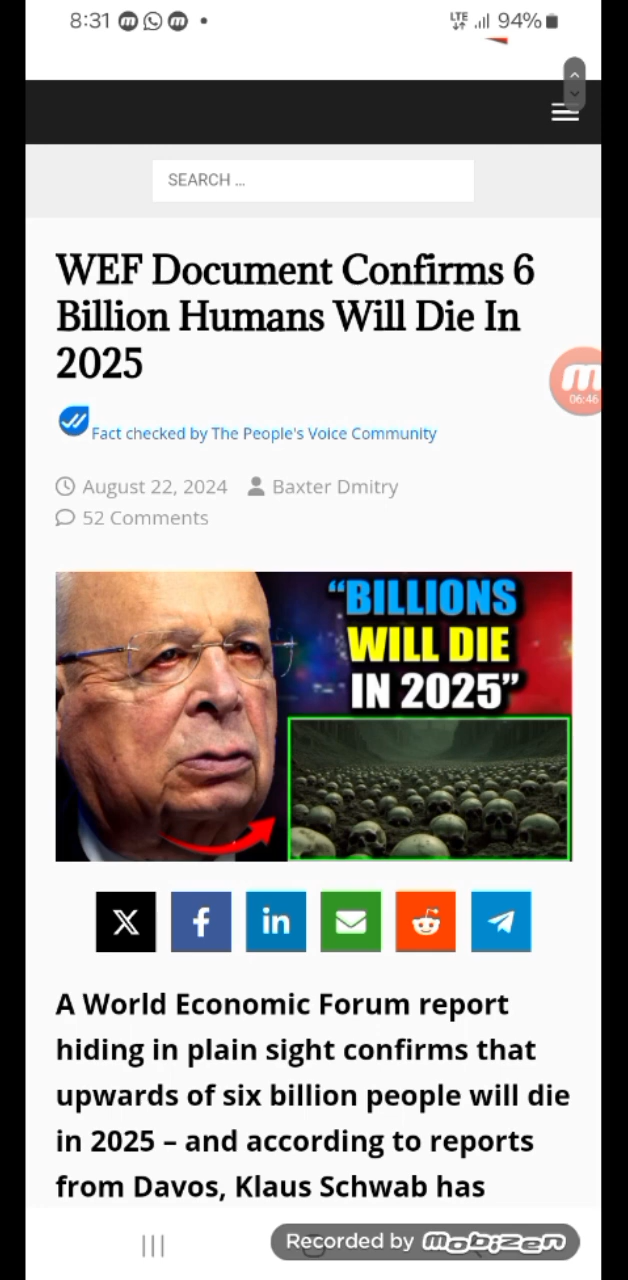 8:31
LTE 94%
SEARCH ...
WEF Document Confirms 6
Billion Humans Will Die In
2025
Fact checked by The People's Voice Community
August 22, 2024 Baxter Dmitry
52 Comments
m
06:46
“BILLIONS
WILL DIE
IN 2025”
A World Economic Forum report
hiding in plain sight confirms that
upwards of six billion people will die
in 2025 – and according to reports
from Davos, Klaus Schwab has
Recorded by mobizen